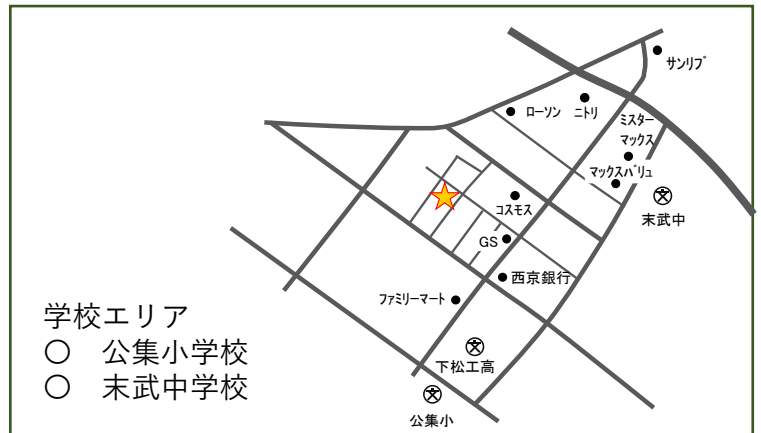 サンリブ
ローソン
ニトリ
ミスター
マックス
マックスバリュ
末武中
コスモス
GS
西京銀行
ファミリーマート
学校エリア
○　公集小学校
○　末武中学校
下松工高
公集小